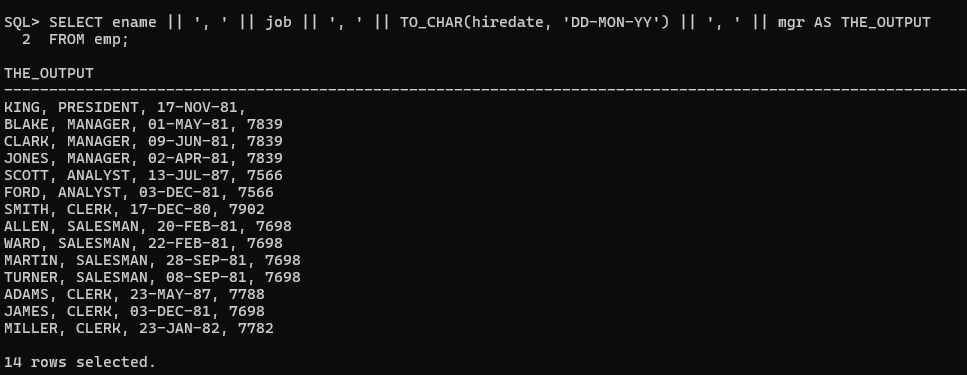 SQL> SELECT ename || ', ' || job || ', ' || TO_CHAR(hiredate, 'DD-MON-YY') || ', ' || mgr AS THE_OUTPUT
  2  FROM emp;

THE_OUTPUT
------------------------------------------------------------------------------------------------------------
KING, PRESIDENT, 17-NOV-81,
BLAKE, MANAGER, 01-MAY-81, 7839
CLARK, MANAGER, 09-JUN-81, 7839
JONES, MANAGER, 02-APR-81, 7839
SCOTT, ANALYST, 13-JUL-87, 7566
FORD, ANALYST, 03-DEC-81, 7566
SMITH, CLERK, 17-DEC-80, 7902
ALLEN, SALESMAN, 20-FEB-81, 7698
WARD, SALESMAN, 22-FEB-81, 7698
MARTIN, SALESMAN, 28-SEP-81, 7698
TURNER, SALESMAN, 08-SEP-81, 7698
ADAMS, CLERK, 23-MAY-87, 7788
JAMES, CLERK, 03-DEC-81, 7698
MILLER, CLERK, 23-JAN-82, 7782

14 rows selected.